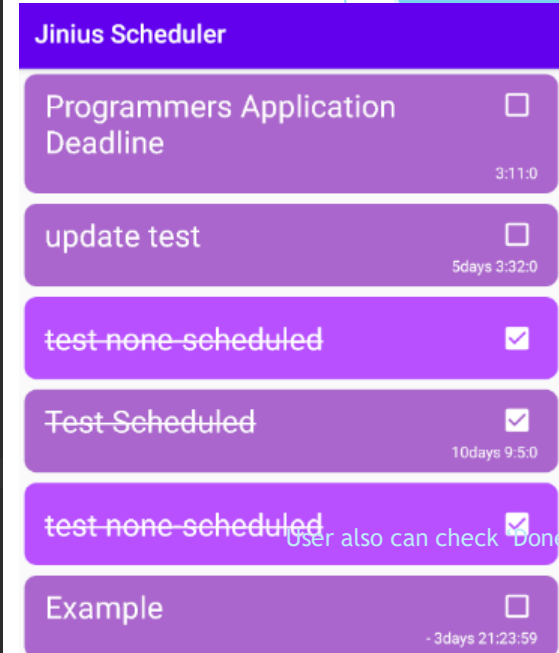 Jinius Scheduler
Programmers Application
Deadline
3:11:0
update test
5days 3:32:0
test none-scheduled
Test Scheduled
10days 9:5:0
test none-scheduled
User also can check "Done
Example
- 3days 21:23:59